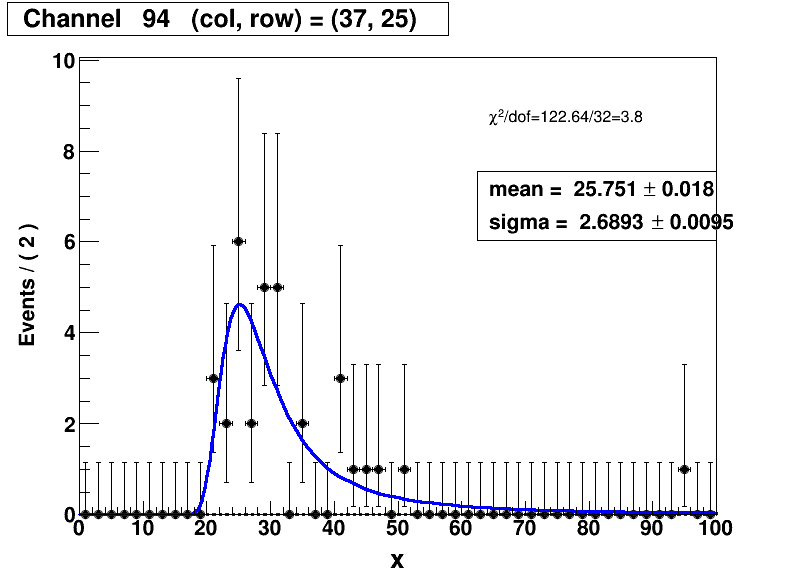 Channel 94 (col, row) = (37, 25)
χ²/dof=122.64/32=3.8
mean = 25.751 ± 0.018
sigma = 2.6893 ± 0.0095
Events / ( 2 )
10
8
6
4
2
0
0 10 20 30 40 50 60 70 80 90 100
x